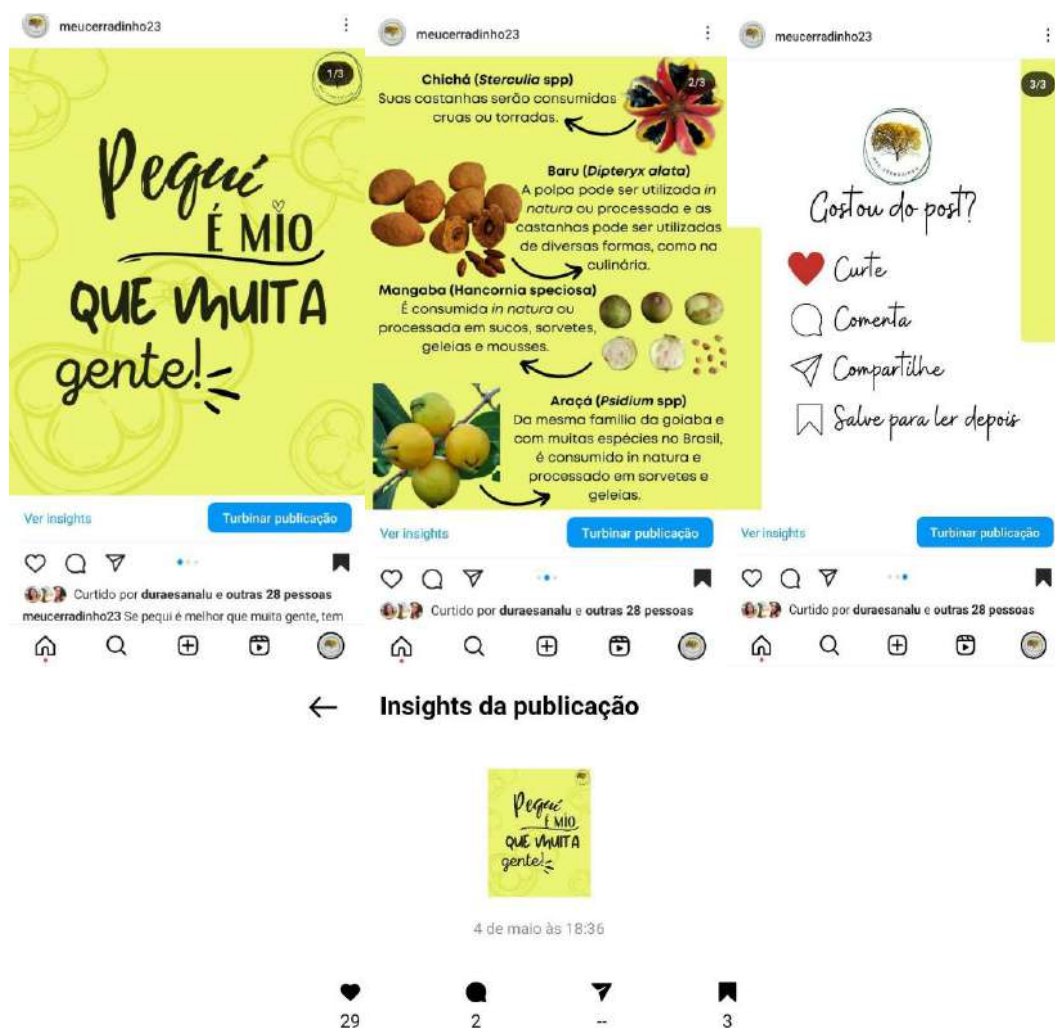 meucerradinho23
1/3
Pequi
É MIO
QUE MUITA
gente!
Ver insights
Turbinar publicação
Curtido por duraesanalu e outras 28 pessoas
meucerradinho23 Se pequi é melhor que muita gente, tem
meucerradinho23
2/3
Chichá (Sterculia spp)
Suas castanhas serão consumidas
cruas ou torradas.
Baru (Dipteryx alata)
A polpa pode ser utilizada in
natura ou processada e as
castanhas pode ser utilizadas
de diversas formas, como na
culinária.
Mangaba (Hancornia speciosa)
É consumida in natura ou
processada em sucos, sorvetes,
geleias e mousses.
Araçá (Psidium spp)
Da mesma família da goiaba e
com muitas espécies no Brasil,
é consumido in natura e
processado em sorvetes e
geleias.
Ver insights
Turbinar publicação
Curtido por duraesanalu e outras 28 pessoas
meucerradinho23
3/3
Gostou do post?
Curte
Comenta
Compartilhe
Salve para ler depois
Ver insights
Turbinar publicação
Curtido por duraesanalu e outras 28 pessoas
Insights da publicação
Pequi
É MIO
QUE MUITA
gente!
4 de maio às 18:36
29
2
--
3